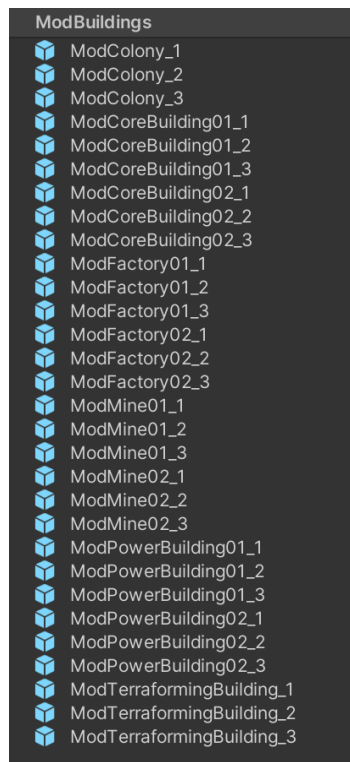 ModBuildings
ModColony_1
ModColony_2
ModColony_3
ModCoreBuilding01_1
ModCoreBuilding01_2
ModCoreBuilding01_3
ModCoreBuilding02_1
ModCoreBuilding02_2
ModCoreBuilding02_3
ModFactory01_1
ModFactory01_2
ModFactory01_3
ModFactory02_1
ModFactory02_2
ModFactory02_3
ModMine01_1
ModMine01_2
ModMine01_3
ModMine02_1
ModMine02_2
ModMine02_3
ModPowerBuilding01_1
ModPowerBuilding01_2
ModPowerBuilding01_3
ModPowerBuilding02_1
ModPowerBuilding02_2
ModPowerBuilding02_3
ModTerraformingBuilding_1
ModTerraformingBuilding_2
ModTerraformingBuilding_3